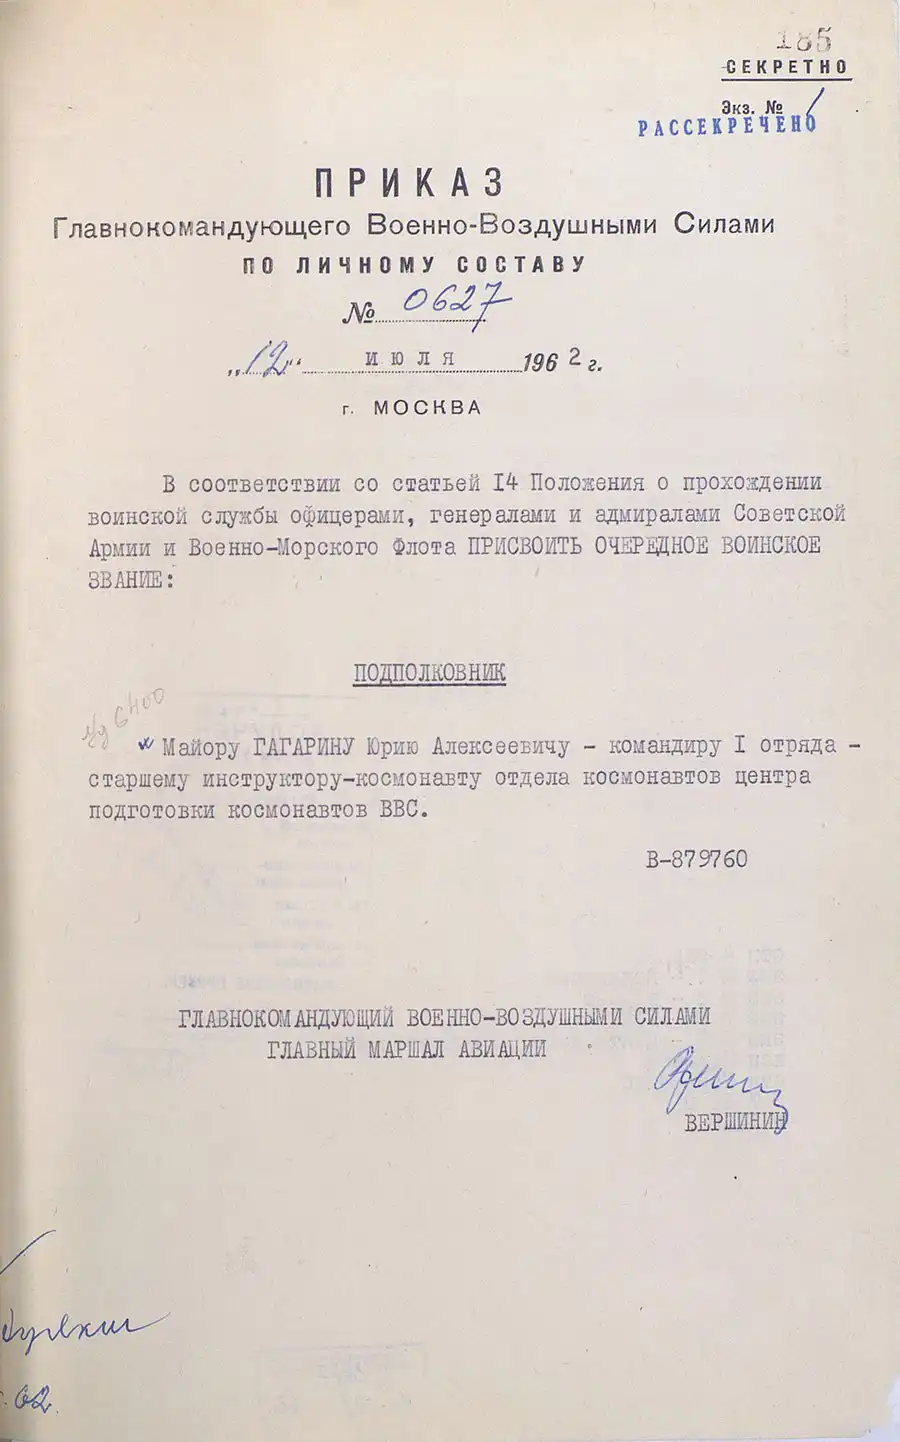 185
СЕКРЕТНО
Экз. № 1
РАССЕКРЕЧЕНО
ПРИКАЗ
Главнокомандующего Военно-Воздушными Силами
ПО ЛИЧНОМУ СОСТАВУ
№ 0627
„12“ июля 1962 г.
г. МОСКВА
В соответствии со статьей 14 Положения о прохождении
воинской службы офицерами, генералами и адмиралами Советской
Армии и Военно-Морского Флота ПРИСВОИТЬ ОЧЕРЕДНОЕ ВОИНСКОЕ
ЗВАНИЕ:
ПОДПОЛКОВНИК
Майору ГАГАРИНУ Юрию Алексеевичу - командиру I отряда -
старшему инструктору-космонавту отдела космонавтов центра
подготовки космонавтов ВВС.
В-879760
ГЛАВНОКОМАНДУЮЩИЙ ВОЕННО-ВОЗДУШНЫМИ СИЛАМИ
ГЛАВНЫЙ МАРШАЛ АВИАЦИИ
ВЕРШИНИН
62.